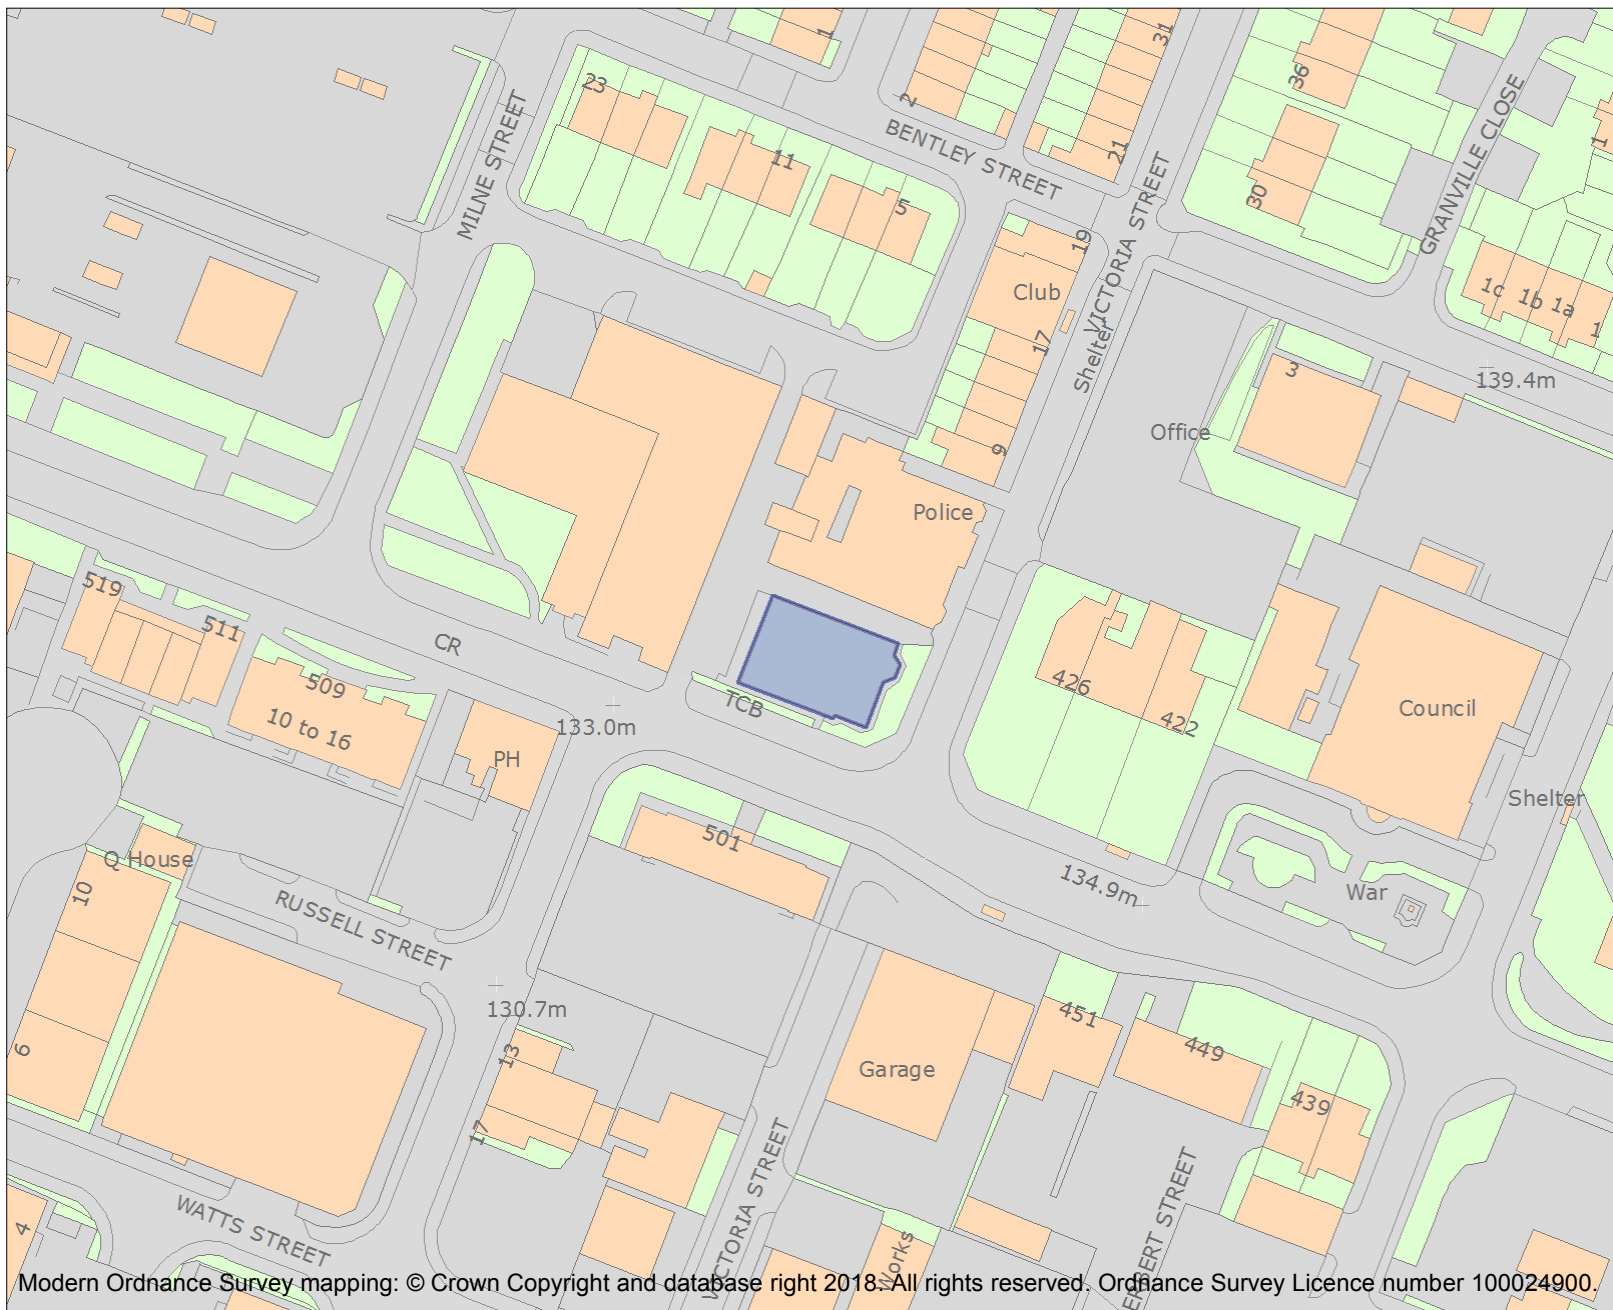 1
31
23
36
2
MILNE STREET
BENTLEY STREET
11
21
1
GRANVILLE CLOSE
30
5
VICTORIA STREET
19
Club
1c
1b
1a
1
17
Shelter
3
139.4m
Office
9
Police
519
511
CR
509
10 to 16
426
422
TCB
133.0m
Council
PH
Shelter
501
Q House
10
134.9m
War
RUSSELL STREET
130.7m
451
449
6
13
Garage
439
17
VICTORIA STREET
WATTS STREET
4
Works
ERBERT STREET
Modern Ordnance Survey mapping: © Crown Copyright and database right 2018. All rights reserved. Ordnance Survey Licence number 100024900.